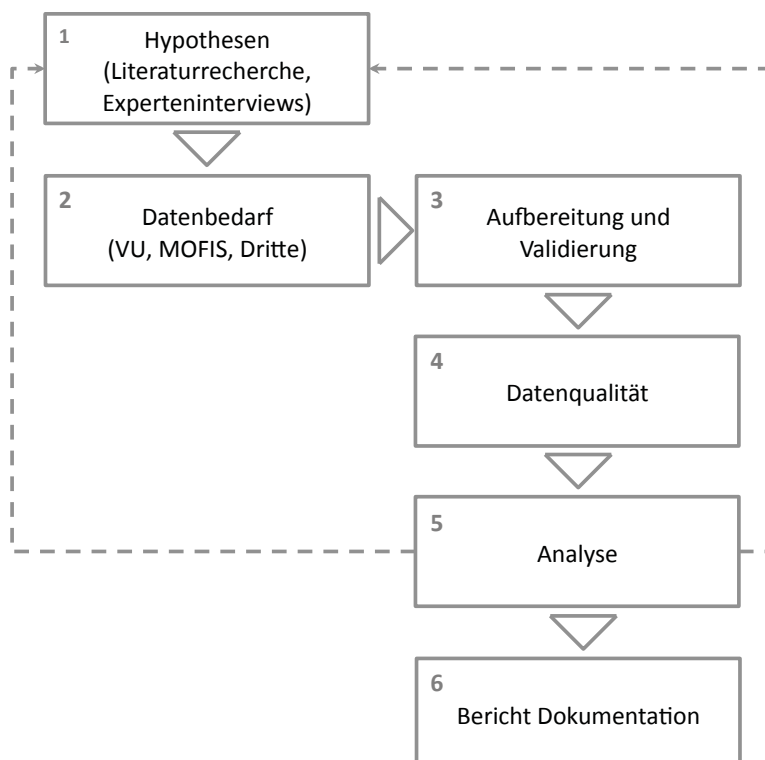 1
Hypothesen
(Literaturrecherche,
Experteninterviews)
2
Datenbedarf
(VU, MOFIS, Dritte)
3
Aufbereitung und
Validierung
4
Datenqualität
5
Analyse
6
Bericht Dokumentation